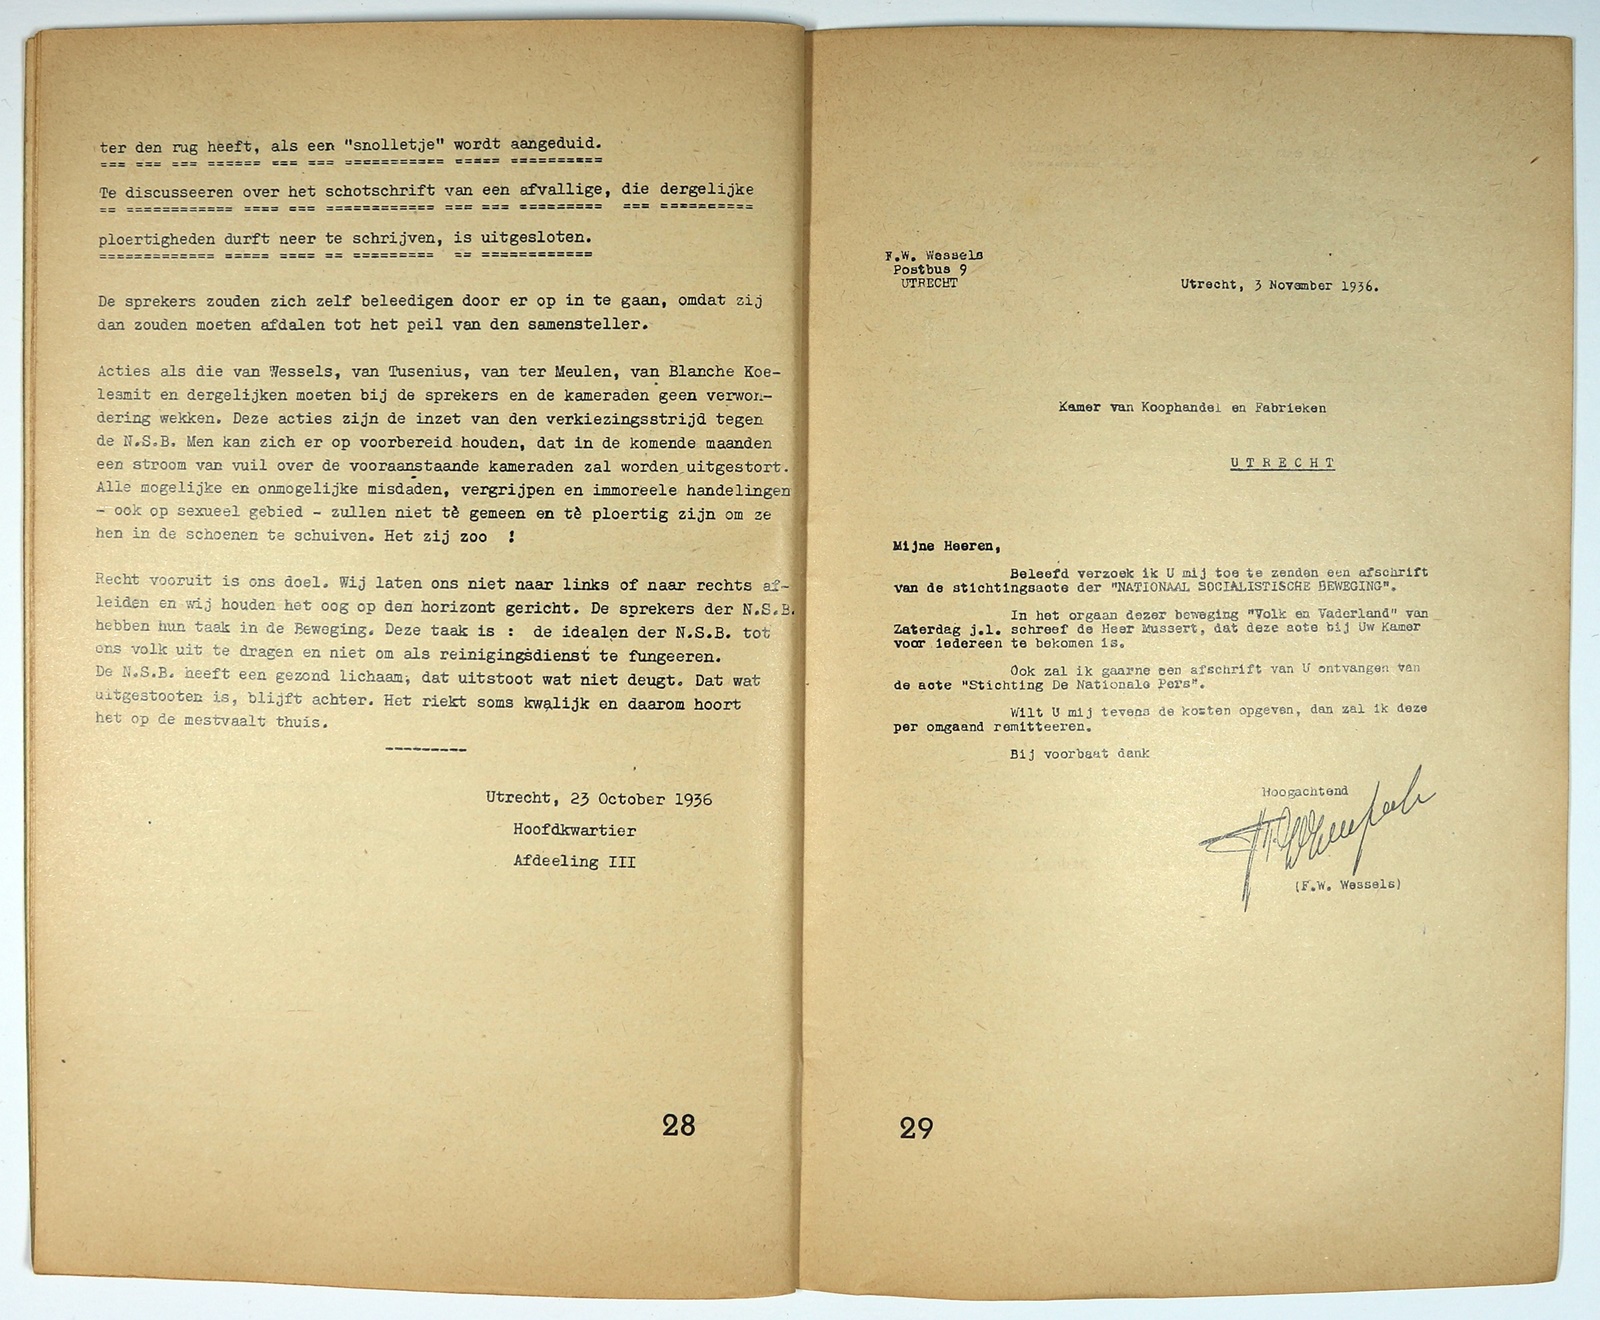 ter den rug heeft, als een "snolletje" wordt aangeduid.
=== === === ====== === === === =========== ===== ==========
Te discusseeren over het schotschrift van een afvallige, die dergelijke
== ============ ==== === ============ === === ========= === ==========
ploertigheden durft neer te schrijven, is uitgesloten.
============= ===== ==== == ========= == ============
De sprekers zouden zich zelf beleedigen door er op in te gaan, omdat zij
dan zouden moeten afdalen tot het peil van den samensteller.
Acties als die van Wessels, van Tusenius, van ter Meulen, van Blanche Koe-
lesmit en dergelijken moeten bij de sprekers en de kameraden geen verwon-
dering wekken. Deze acties zijn de inzet van den verkiezingsstrijd tegen
de N.S.B. Men kan zich er op voorbereid houden, dat in de komende maanden
een stroom van vuil over de vooraanstaande kameraden zal worden uitgestort.
Alle mogelijke en onmogelijke misdaden, vergrijpen en immoreele handelingen
- ook op sexueel gebied - zullen niet tè gemeen en tè ploertig zijn om ze
hen in de schoenen te schuiven. Het zij zoo !
Recht vooruit is ons doel. Wij laten ons niet naar links of naar rechts af-
leiden en wij houden het oog op den horizont gericht. De sprekers der N.S.B.
hebben hun taak in de Beweging. Deze taak is : de idealen der N.S.B. tot
ons volk uit te dragen en niet om als reinigingsdienst te fungeeren.
De N.S.B. heeft een gezond lichaam, dat uitstoot wat niet deugt. Dat wat
uitgestooten is, blijft achter. Het riekt soms kwalijk en daarom hoort
het op de mestvaalt thuis.
---------
Utrecht, 23 October 1936
Hoofdkwartier
Afdeeling III
28
F.W. Wessels
Postbus 9
UTRECHT
Utrecht, 3 November 1936.
Kamer van Koophandel en Fabrieken
UTRECHT
Mijne Heeren,
Beleefd verzoek ik U mij toe te zenden een afschrift
van de stichtingsacte der "NATIONAAL SOCIALISTISCHE BEWEGING".
In het orgaan dezer beweging "Volk en Vaderland" van
Zaterdag j.l. schreef de Heer Mussert, dat deze acte bij Uw Kamer
voor iedereen te bekomen is.
Ook zal ik gaarne een afschrift van U ontvangen van
de acte "Stichting De Nationale Pers".
Wilt U mij tevens de kosten opgeven, dan zal ik deze
per omgaand remitteeren.
Bij voorbaat dank
Hoogachtend
(F.W. Wessels)
29